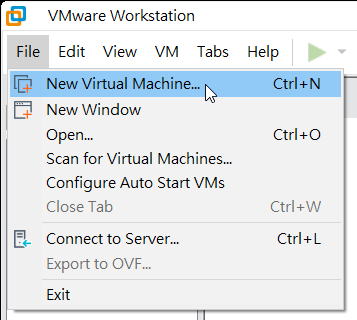 VMware Workstation
File Edit View VM Tabs Help
New Virtual Machine... Ctrl+N
New Window
Open... Ctrl+O
Scan for Virtual Machines...
Configure Auto Start VMs
Close Tab Ctrl+W
Connect to Server... Ctrl+L
Export to OVF...
Exit